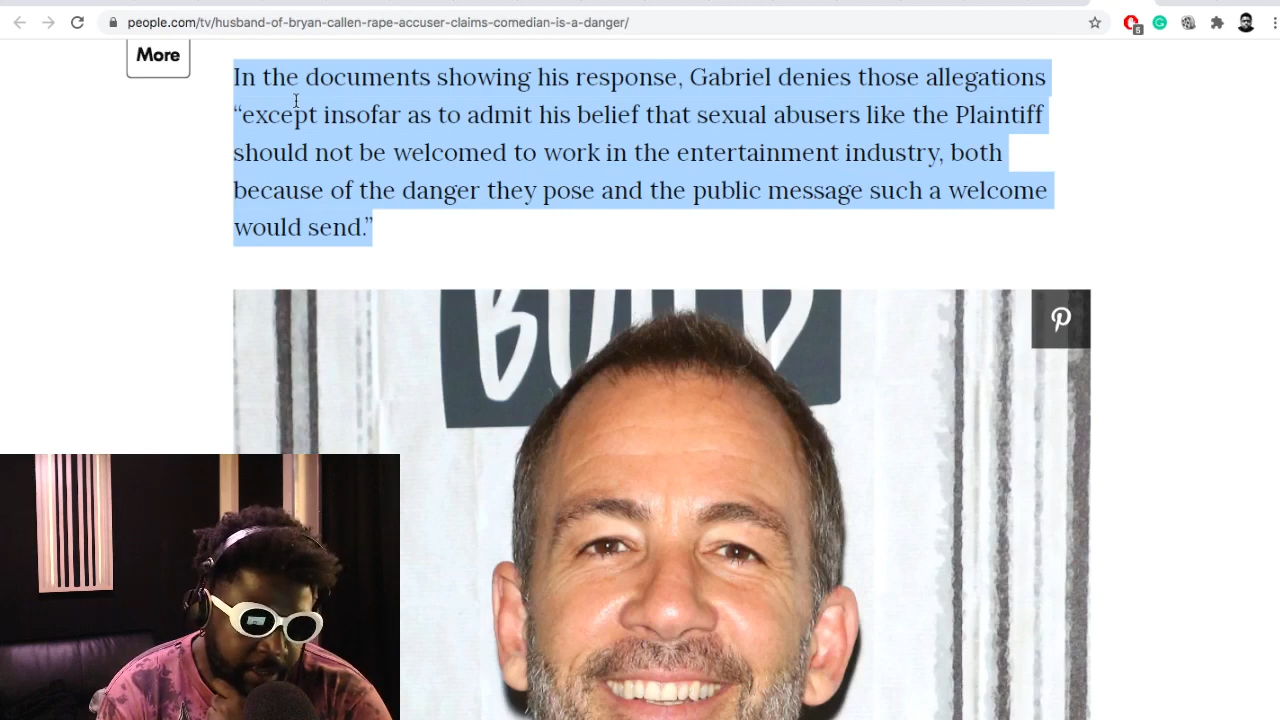 people.com/tv/husband-of-bryan-callen-rape-accuser-claims-comedian-is-a-danger/
5
More
In the documents showing his response, Gabriel denies those allegations
“except insofar as to admit his belief that sexual abusers like the Plaintiff
should not be welcomed to work in the entertainment industry, both
because of the danger they pose and the public message such a welcome
would send.”
BUILD